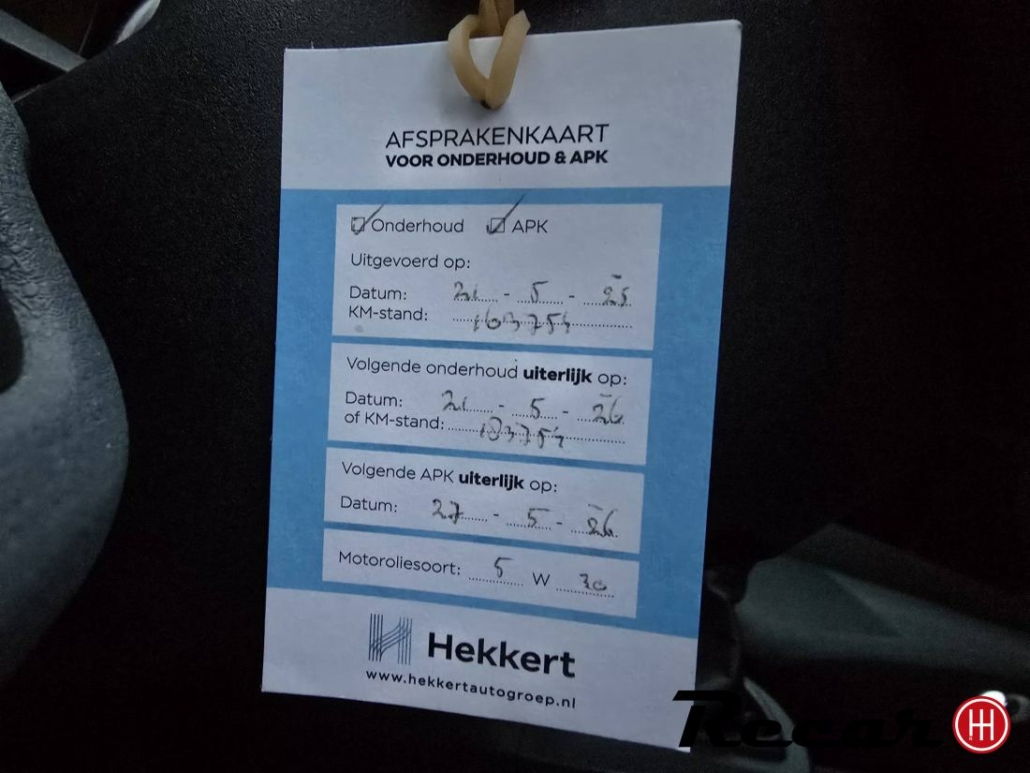 AFSPRAKENKAART
VOOR ONDERHOUD & APK
Onderhoud APK
Uitgevoerd op:
Datum: 21 - 5 - 25
KM-stand: 163754
Volgende onderhoud uiterlijk op:
Datum: 21 - 5 - 26
of KM-stand: 183754
Volgende APK uiterlijk op:
Datum: 27 - 5 - 26
Motoroliesoort: 5 W 30
Hekkert
www.hekkertautogroep.nl
Recar
H